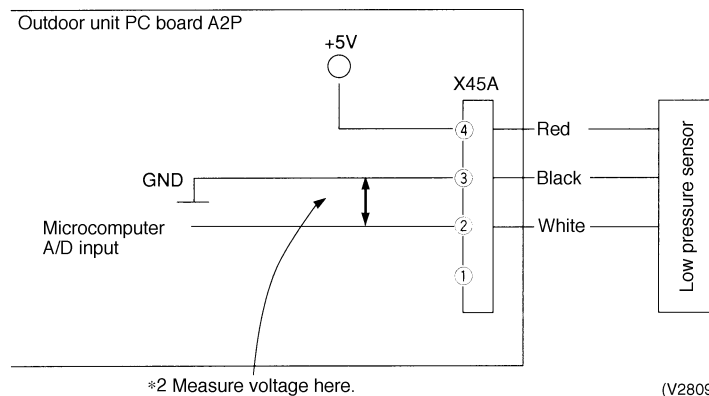 Outdoor unit PC board A2P
+5V
X45A
4
Red
GND
3
Black
Microcomputer
A/D input
2
White
1
Low pressure sensor
*2 Measure voltage here.
(V2809